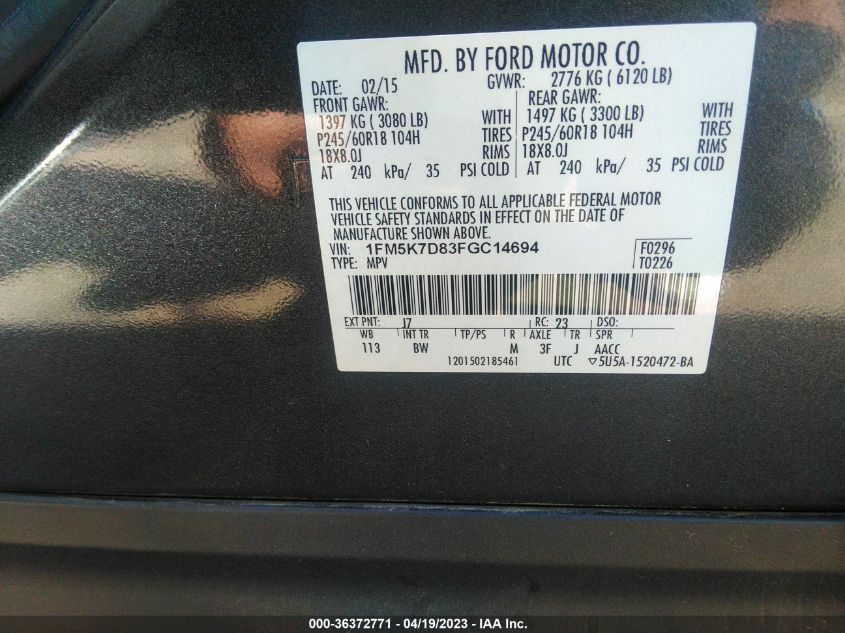 MFD. BY FORD MOTOR CO.
DATE: 02/15 GVWR: 2776 KG ( 6120 LB)
FRONT GAWR: REAR GAWR:
1397 KG ( 3080 LB) WITH 1497 KG ( 3300 LB) WITH
P245/60R18 104H TIRES P245/60R18 104H TIRES
18X8.0J RIMS 18X8.0J RIMS
AT 240 kPa/ 35 PSI COLD AT 240 kPa/ 35 PSI COLD
THIS VEHICLE CONFORMS TO ALL APPLICABLE FEDERAL MOTOR
VEHICLE SAFETY STANDARDS IN EFFECT ON THE DATE OF
MANUFACTURE SHOWN ABOVE.
VIN: 1FM5K7D83FGC14694 F0296
TYPE: MPV T0226
EXT PNT: J7 RC: 23 DSO:
WB INT TR TP/PS R AXLE TR SPR
113 BW M 3F J AACC
1201502185461 UTC ▽5U5A-1520472-BA
000-36372771 - 04/19/2023 - IAA Inc.